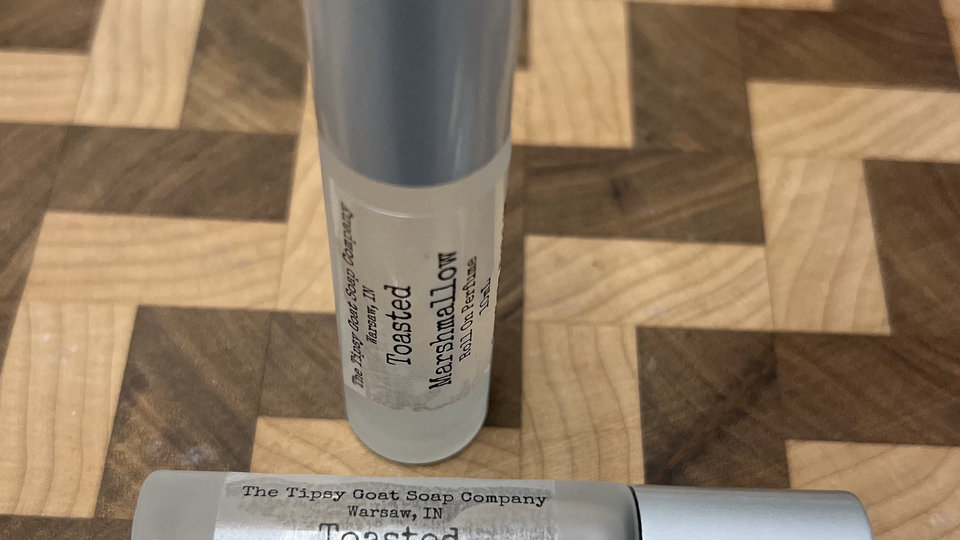 The Tipsy Goat Soap Company
Warsaw, IN
Toasted
Marshmallow
Roll On Perfume
10mL
The Tipsy Goat Soap Company
Warsaw, IN
Toasted